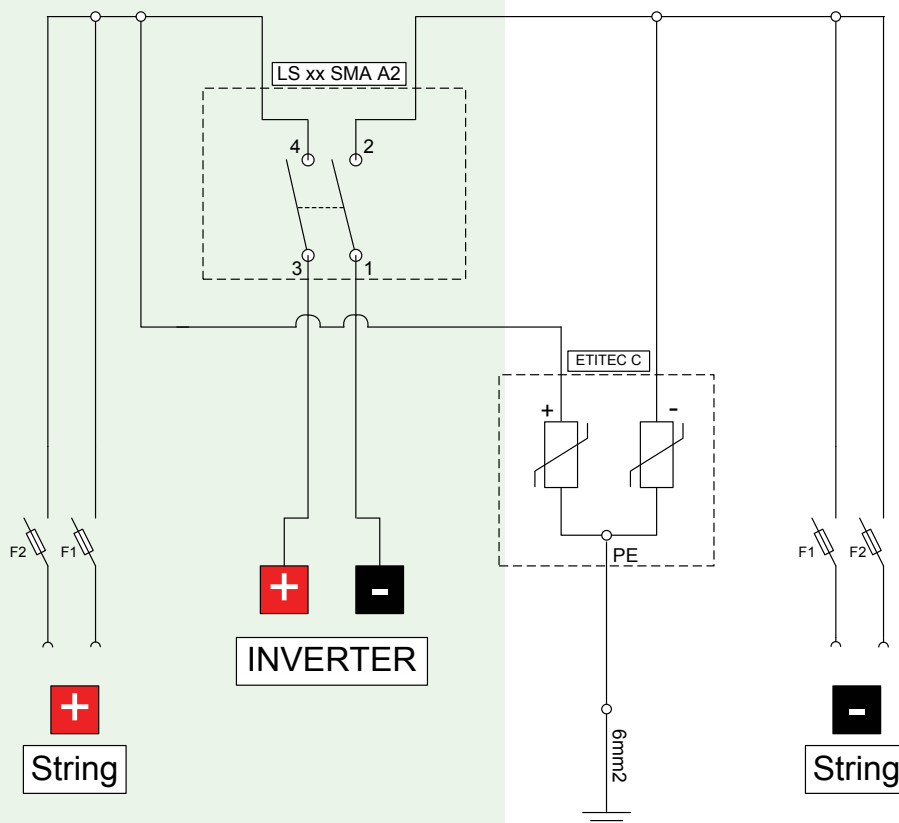 LS xx SMA A2
4
2
3
1
ETITEC C
+
-
F2
F1
F1
F2
PE
+
-
INVERTER
6mm2
+
-
String
String